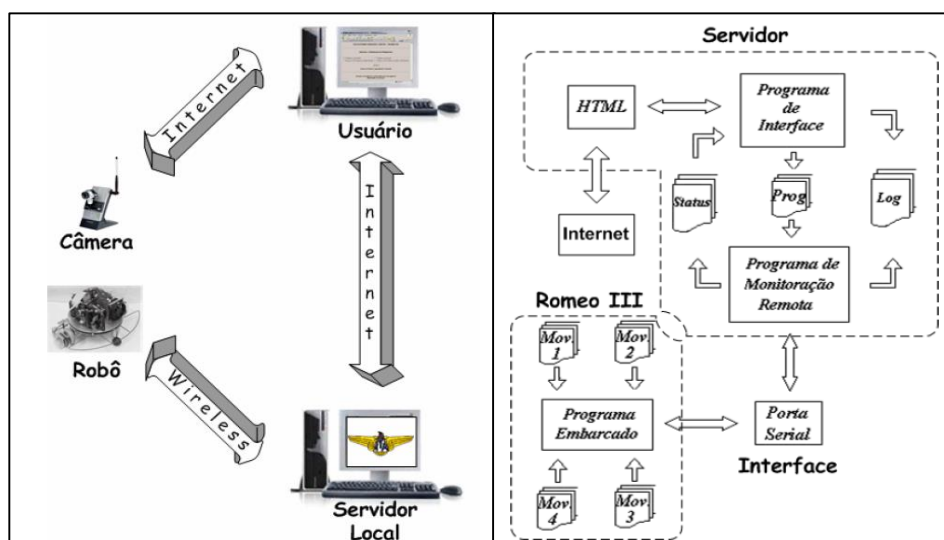 Internet
Usuário
Câmera
Internet
Robô
Wireless
Servidor
Local
Servidor
HTML
Programa
de
Interface
Status
Prog
Log
Internet
Programa de
Monitoração
Remota
Romeo III
Mov.
1
Mov.
2
Programa
Embarcado
Porta
Serial
Interface
Mov.
4
Mov.
3